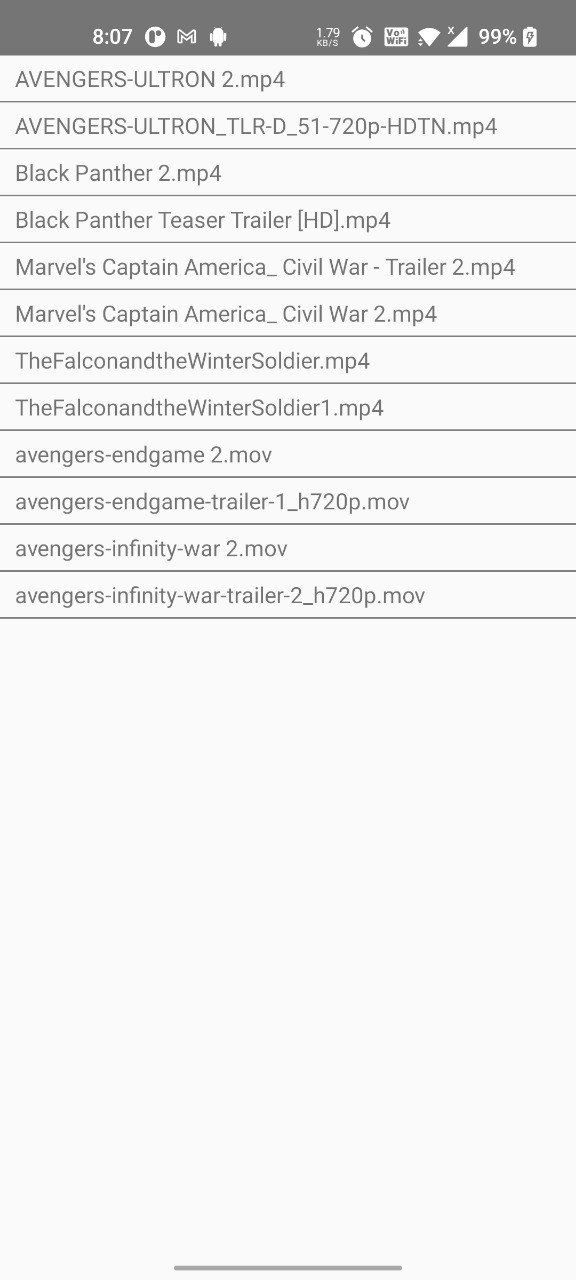 8:07 1.79 KB/S Vo WiFi 99%
AVENGERS-ULTRON 2.mp4
AVENGERS-ULTRON_TLR-D_51-720p-HDTN.mp4
Black Panther 2.mp4
Black Panther Teaser Trailer [HD].mp4
Marvel's Captain America_ Civil War - Trailer 2.mp4
Marvel's Captain America_ Civil War 2.mp4
TheFalconandtheWinterSoldier.mp4
TheFalconandtheWinterSoldier1.mp4
avengers-endgame 2.mov
avengers-endgame-trailer-1_h720p.mov
avengers-infinity-war 2.mov
avengers-infinity-war-trailer-2_h720p.mov